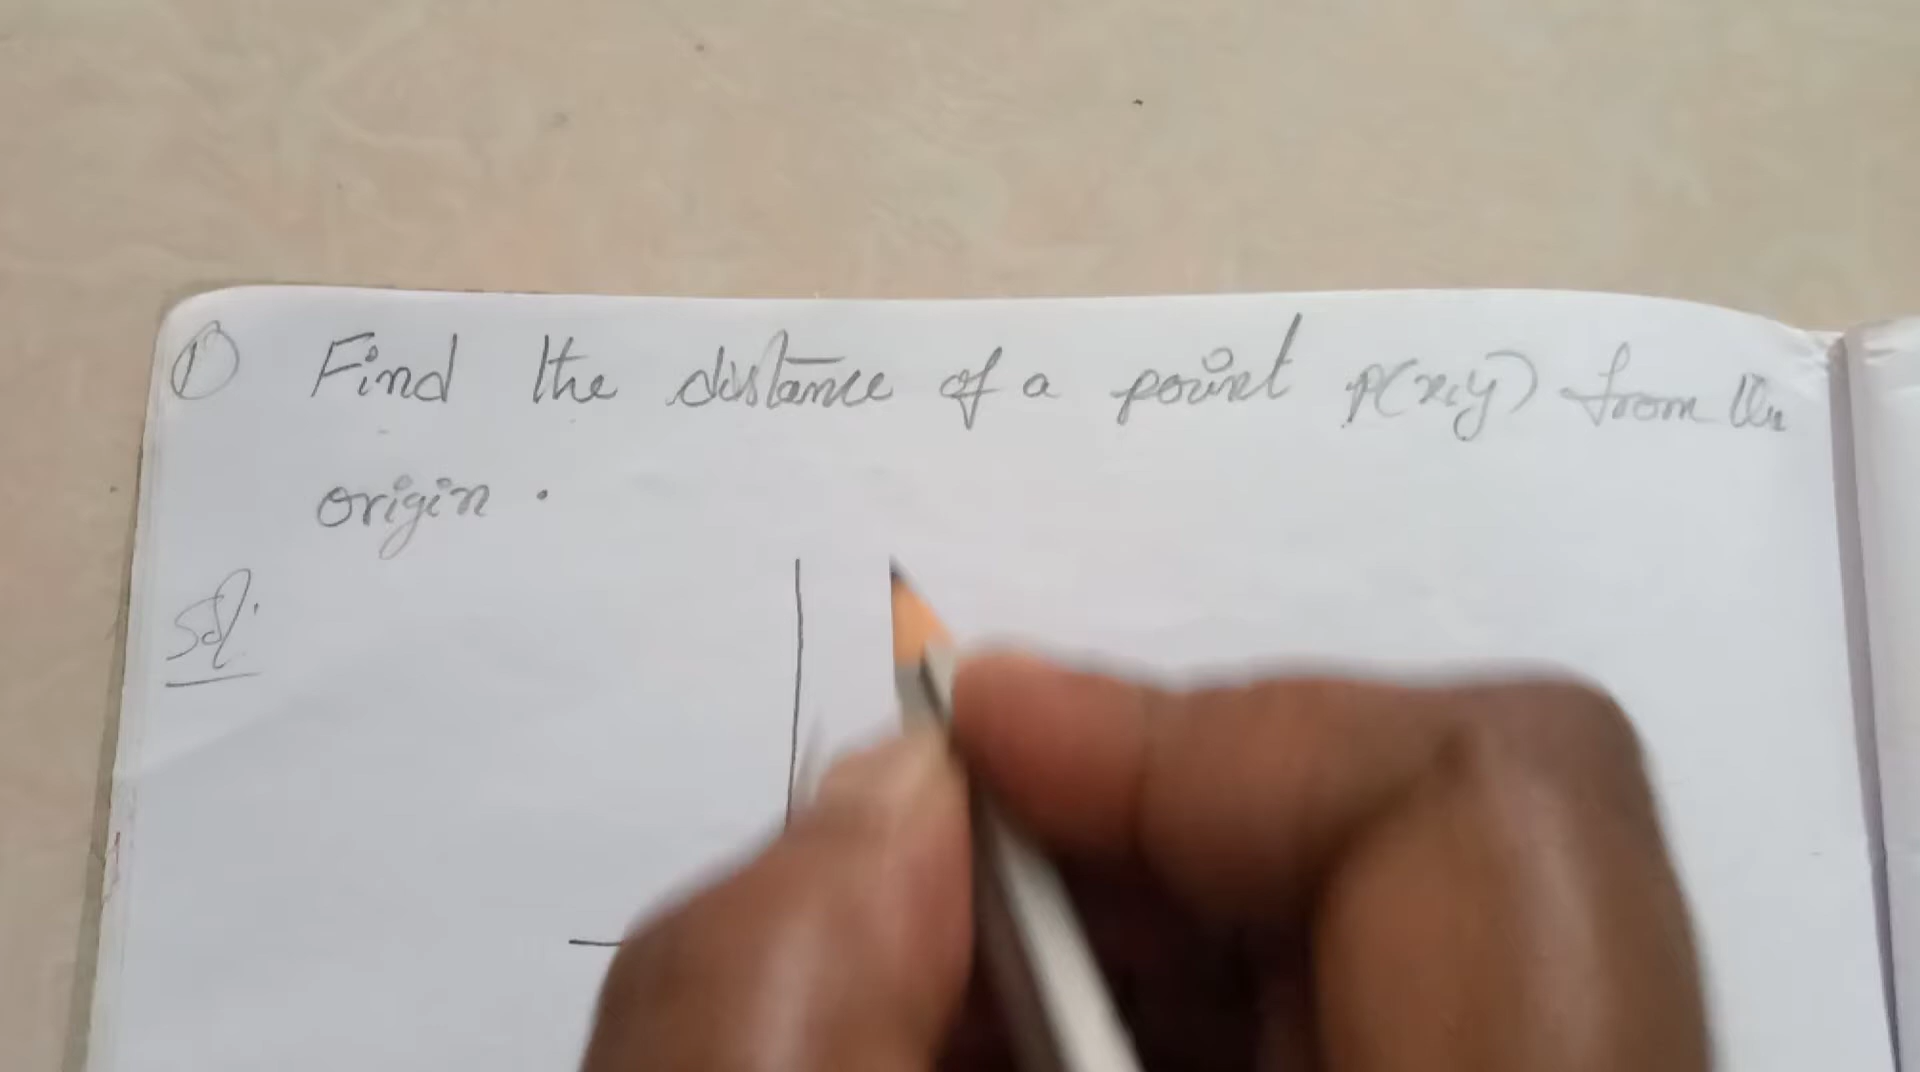 ① Find the distance of a point P(x,y) from the
origin.
Sol.